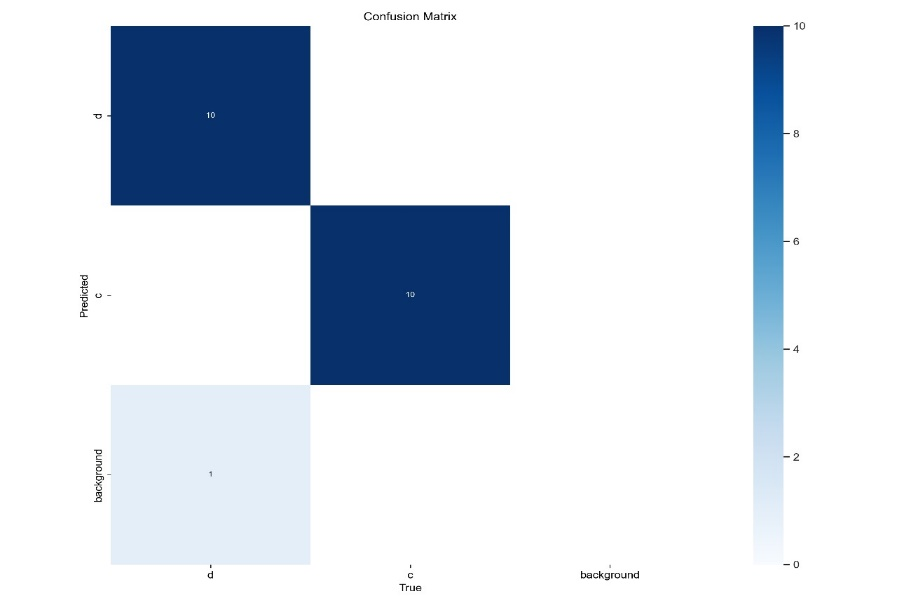 Confusion Matrix
d
10
Predicted
c
10
background
1
d
c
background
True
10
8
6
4
2
0